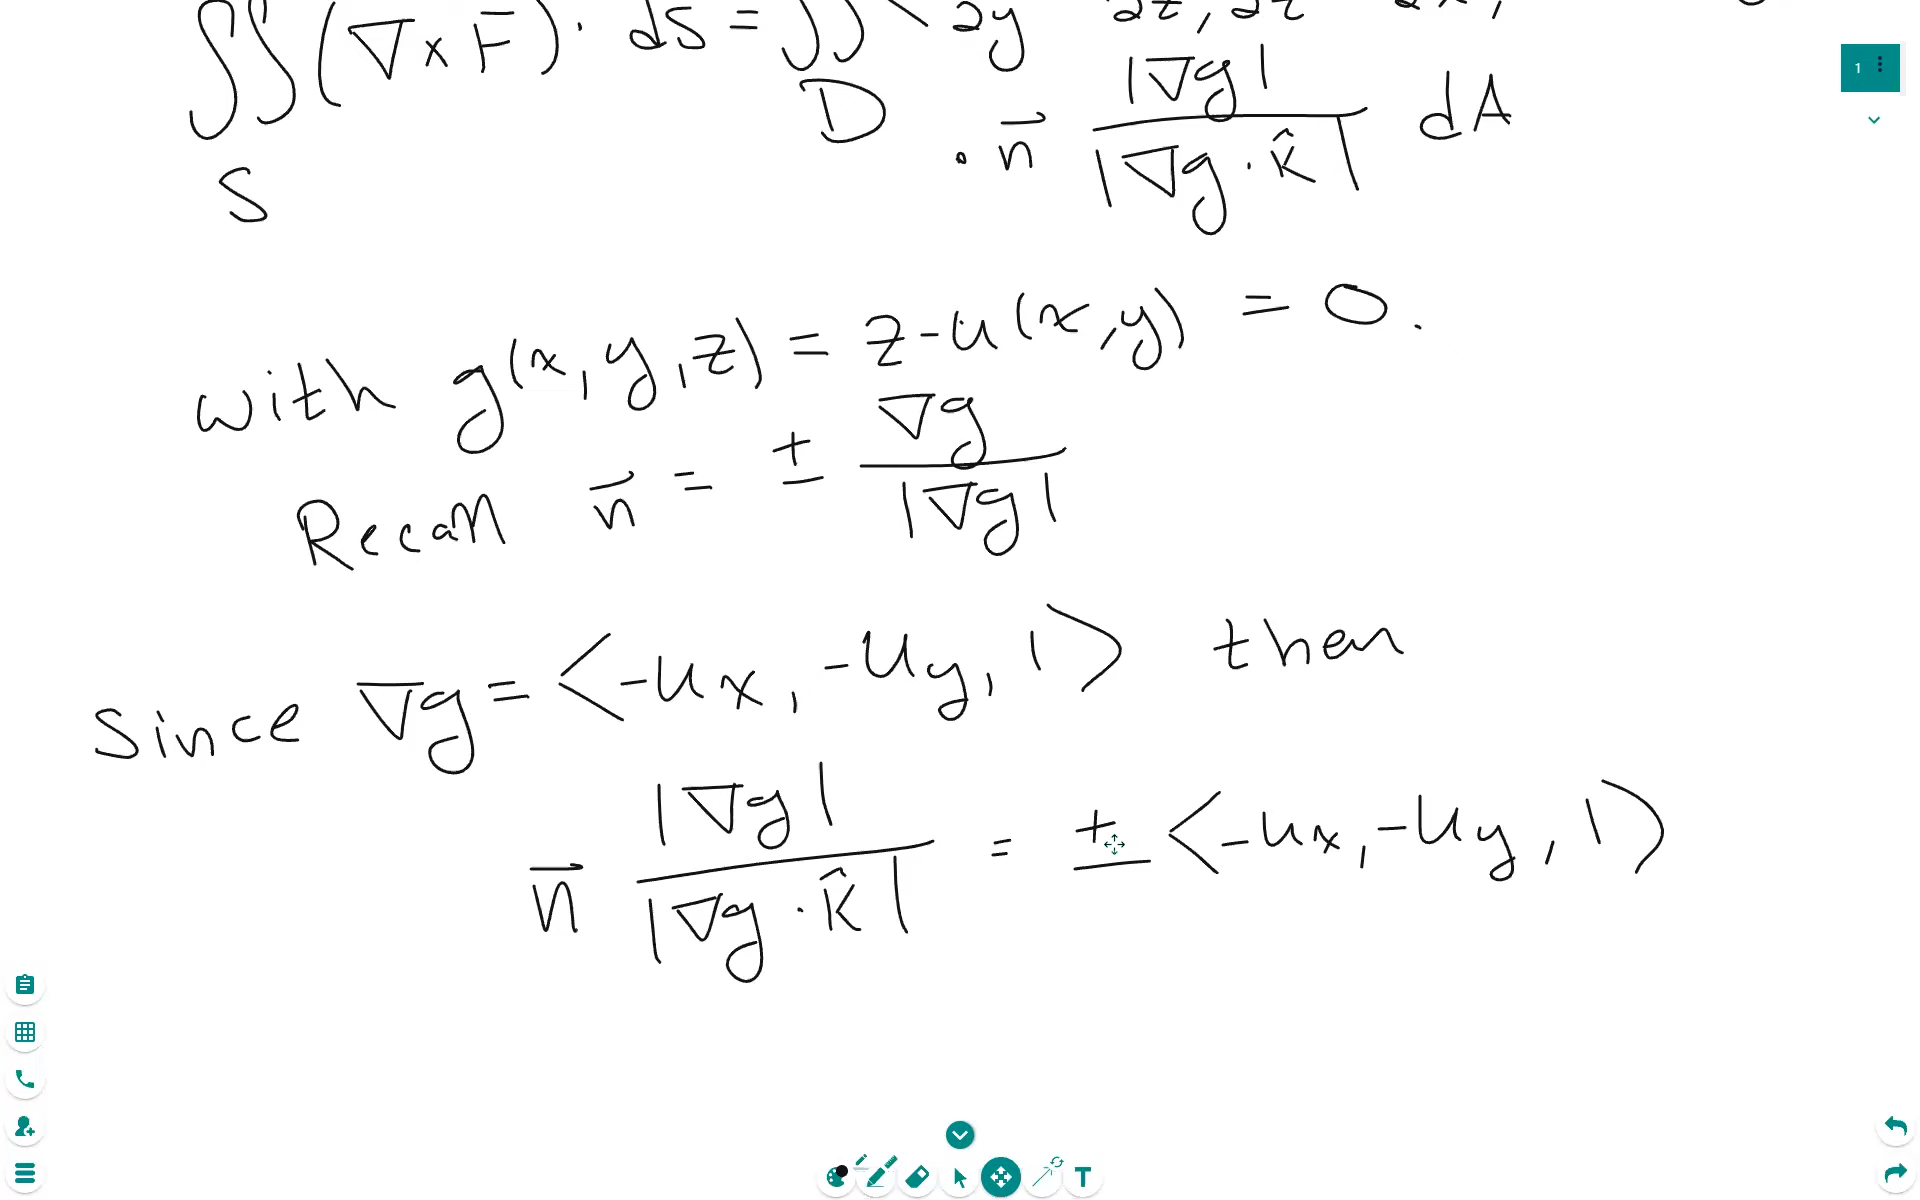 ∬(∇×F)· dS = ∬
S D · n⃗ |∇g| / |∇g · k̂| dA
with g(x,y,z) = z-u(x,y) = 0.
Recall n⃗ = ± ∇g / |∇g|
Since ∇g = <-ux, -uy, 1> then
n⃗ |∇g| / |∇g · k̂| = ± <-ux, -uy, 1>
1
T